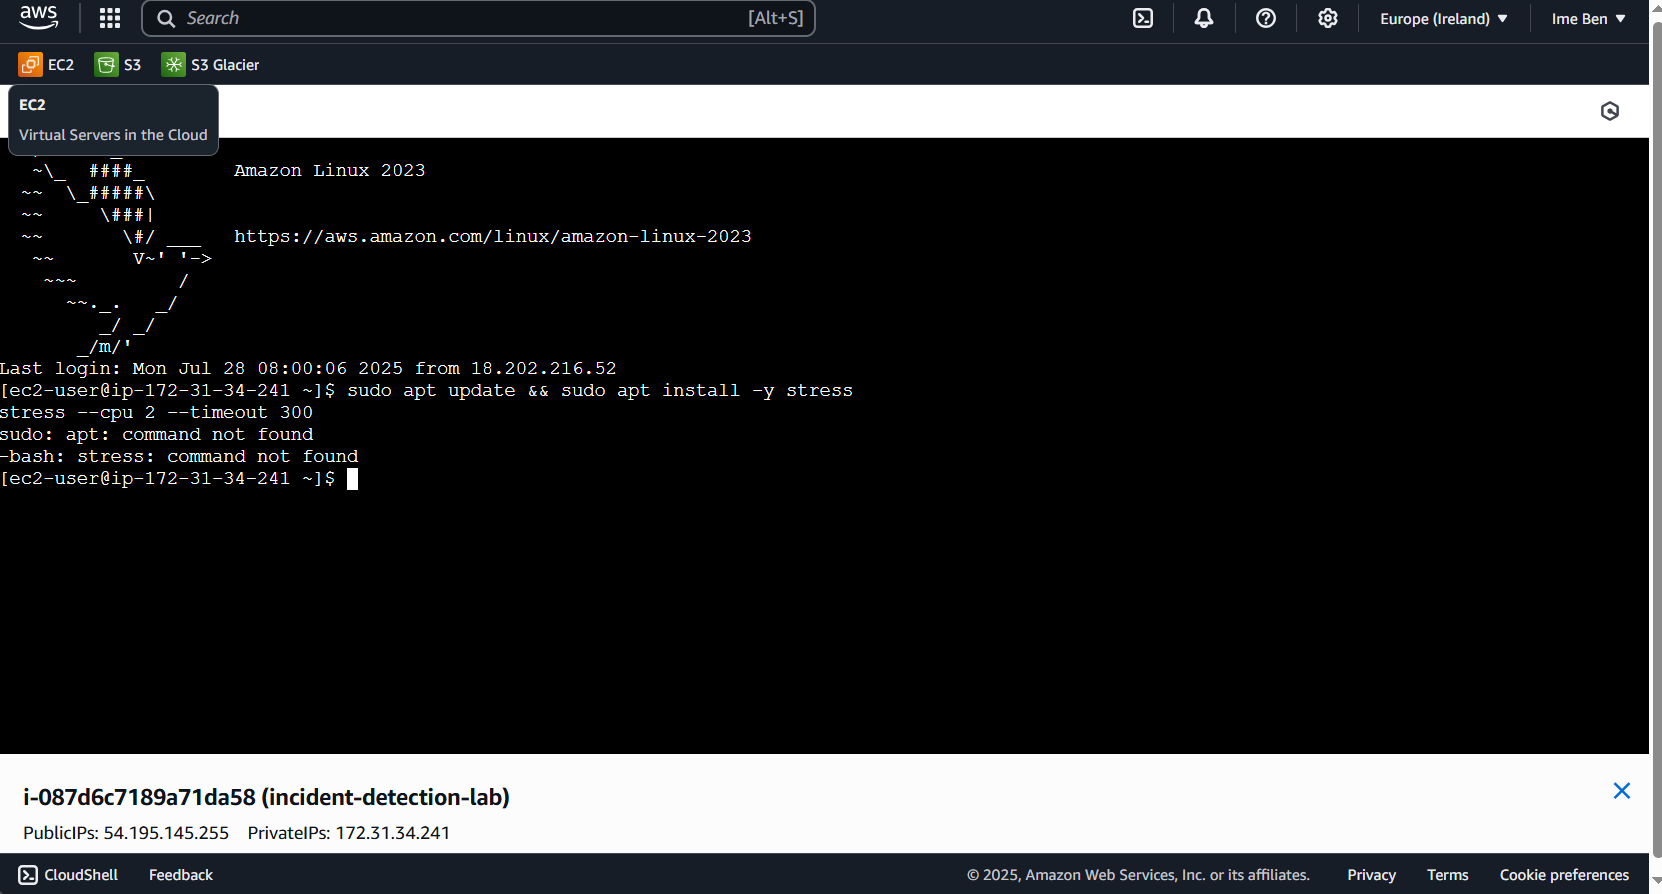 aws
Search [Alt+S] Europe (Ireland) ▼ Ime Ben ▼
EC2 S3 S3 Glacier
EC2
Virtual Servers in the Cloud
~\_  ####_        Amazon Linux 2023
~~  \_#####\
~~     \###|
~~       \#/ ___   https://aws.amazon.com/linux/amazon-linux-2023
~~       V~' '->
~~~         /
~~._.   _/
_/ _/
_/m/'
Last login: Mon Jul 28 08:00:06 2025 from 18.202.216.52
[ec2-user@ip-172-31-34-241 ~]$ sudo apt update && sudo apt install -y stress
stress --cpu 2 --timeout 300
sudo: apt: command not found
-bash: stress: command not found
[ec2-user@ip-172-31-34-241 ~]$
i-087d6c7189a71da58 (incident-detection-lab)
PublicIPs: 54.195.145.255 PrivateIPs: 172.31.34.241
CloudShell Feedback © 2025, Amazon Web Services, Inc. or its affiliates. Privacy Terms Cookie preferences